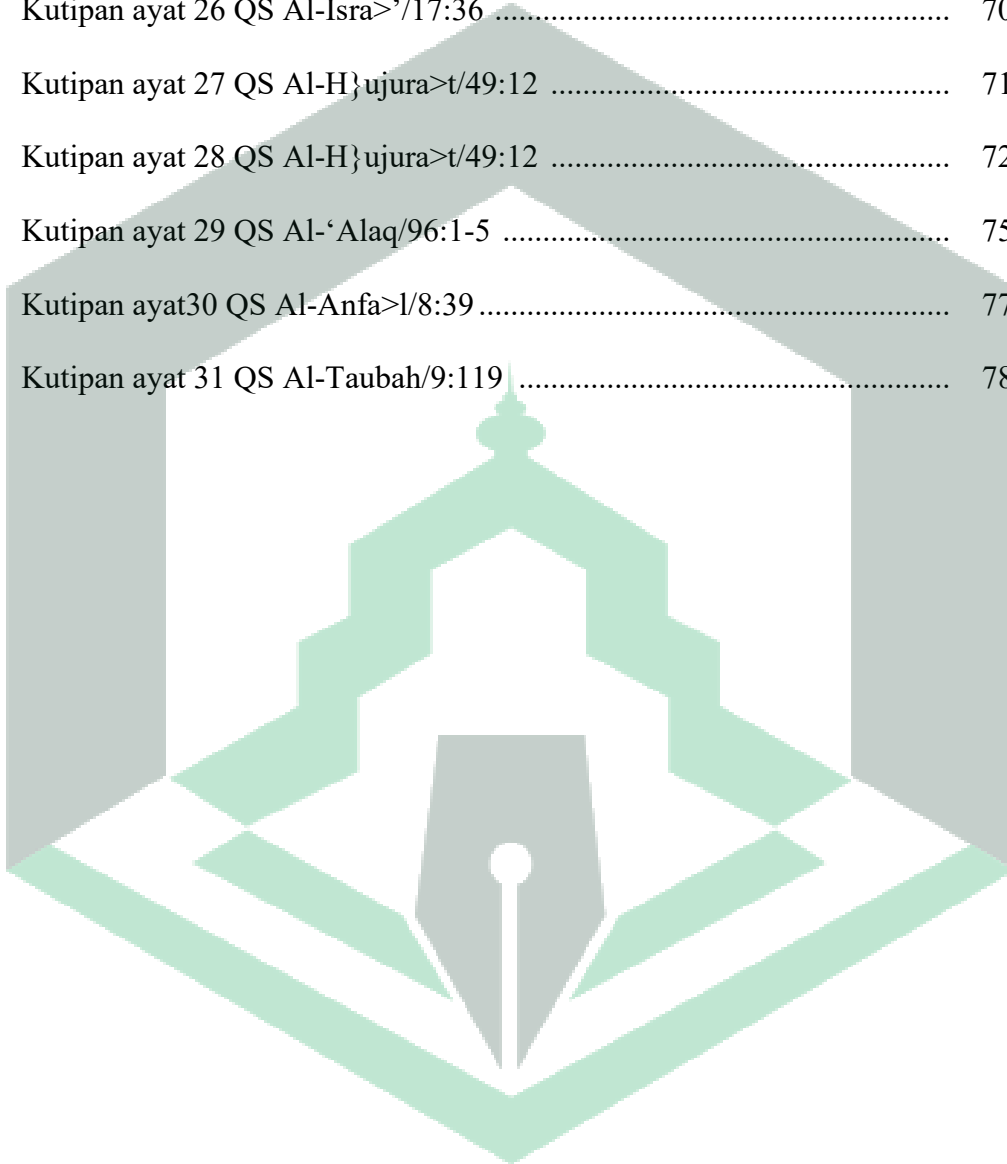 Kutipan ayat 26 QS Al-Isra>’/17:36 ........................................................ 70
Kutipan ayat 27 QS Al-H}ujura>t/49:12 ................................................. 71
Kutipan ayat 28 QS Al-H}ujura>t/49:12 ................................................. 72
Kutipan ayat 29 QS Al-‘Alaq/96:1-5 ....................................................... 75
Kutipan ayat30 QS Al-Anfa>l/8:39 .......................................................... 77
Kutipan ayat 31 QS Al-Taubah/9:119 ..................................................... 78